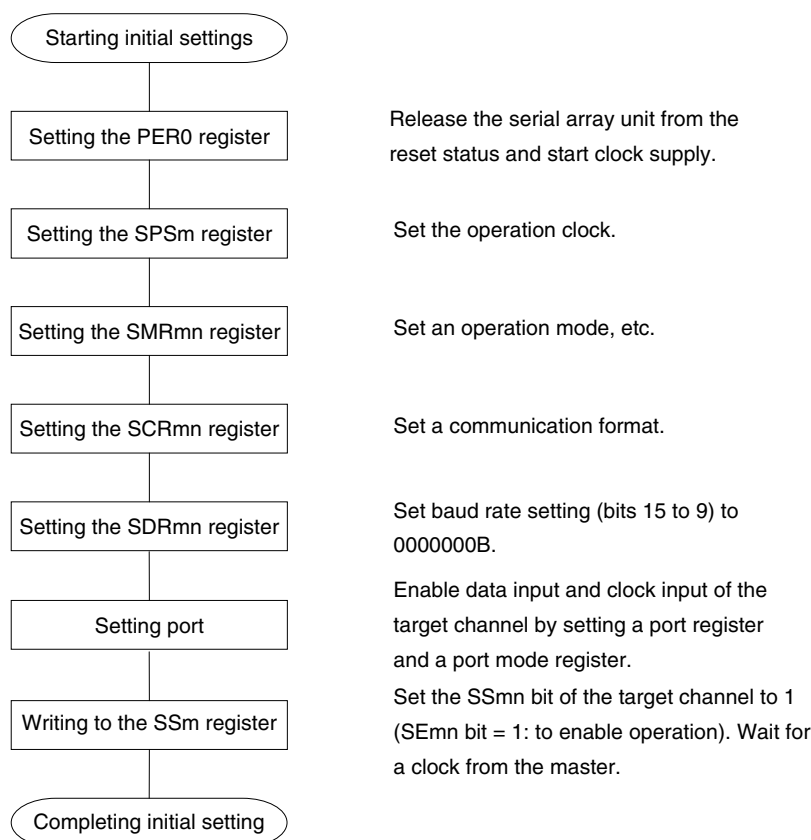 Starting initial settings
Setting the PER0 register
Release the serial array unit from the
reset status and start clock supply.
Setting the SPSm register
Set the operation clock.
Setting the SMRmn register
Set an operation mode, etc.
Setting the SCRmn register
Set a communication format.
Setting the SDRmn register
Set baud rate setting (bits 15 to 9) to
0000000B.
Setting port
Enable data input and clock input of the
target channel by setting a port register
and a port mode register.
Writing to the SSm register
Set the SSmn bit of the target channel to 1
(SEmn bit = 1: to enable operation). Wait for
a clock from the master.
Completing initial setting